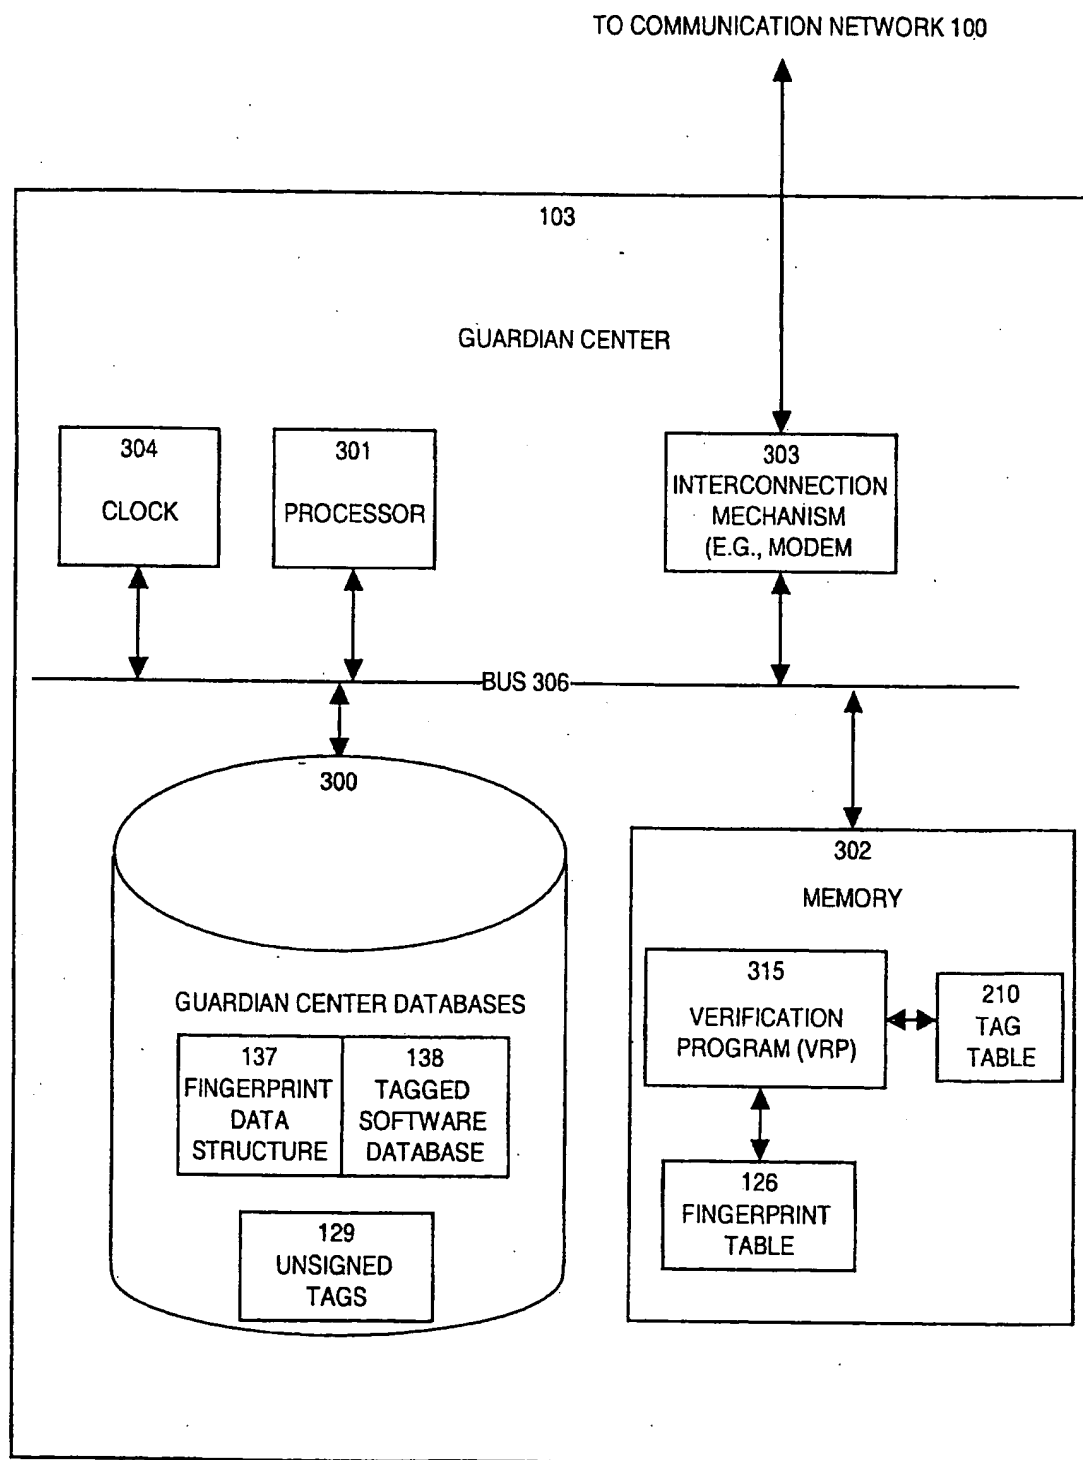 TO COMMUNICATION NETWORK 100
103
GUARDIAN CENTER
304
CLOCK
301
PROCESSOR
303
INTERCONNECTION
MECHANISM
(E.G., MODEM
BUS 306
300
GUARDIAN CENTER DATABASES
137
FINGERPRINT
DATA
STRUCTURE
138
TAGGED
SOFTWARE
DATABASE
129
UNSIGNED
TAGS
302
MEMORY
315
VERIFICATION
PROGRAM (VRP)
210
TAG
TABLE
126
FINGERPRINT
TABLE